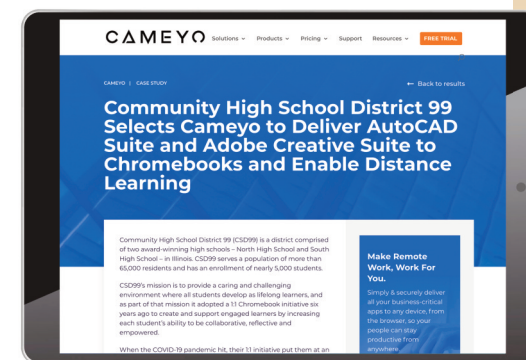 CAMEYO Solutions Products Pricing Support Resources FREE TRIAL
CAMEYO | CASE STUDY
← Back to results
Community High School District 99
Selects Cameyo to Deliver AutoCAD
Suite and Adobe Creative Suite to
Chromebooks and Enable Distance
Learning
Community High School District 99 (CSD99) is a district comprised
of two award-winning high schools – North High School and South
High School – in Illinois. CSD99 serves a population of more than
65,000 residents and has an enrollment of nearly 5,000 students.
CSD99's mission is to provide a caring and challenging
environment where all students develop as lifelong learners, and
as part of that mission it adopted a 1:1 Chromebook initiative six
years ago to create and support engaged learners by increasing
each student's ability to be collaborative, reflective and
empowered.
When the COVID-19 pandemic hit, their 1:1 initiative put them at an
Make Remote
Work, Work For
You.
Simply & securely deliver
all your business-critical
apps to any device, from
the browser, so your
people can stay
productive from
anywhere.